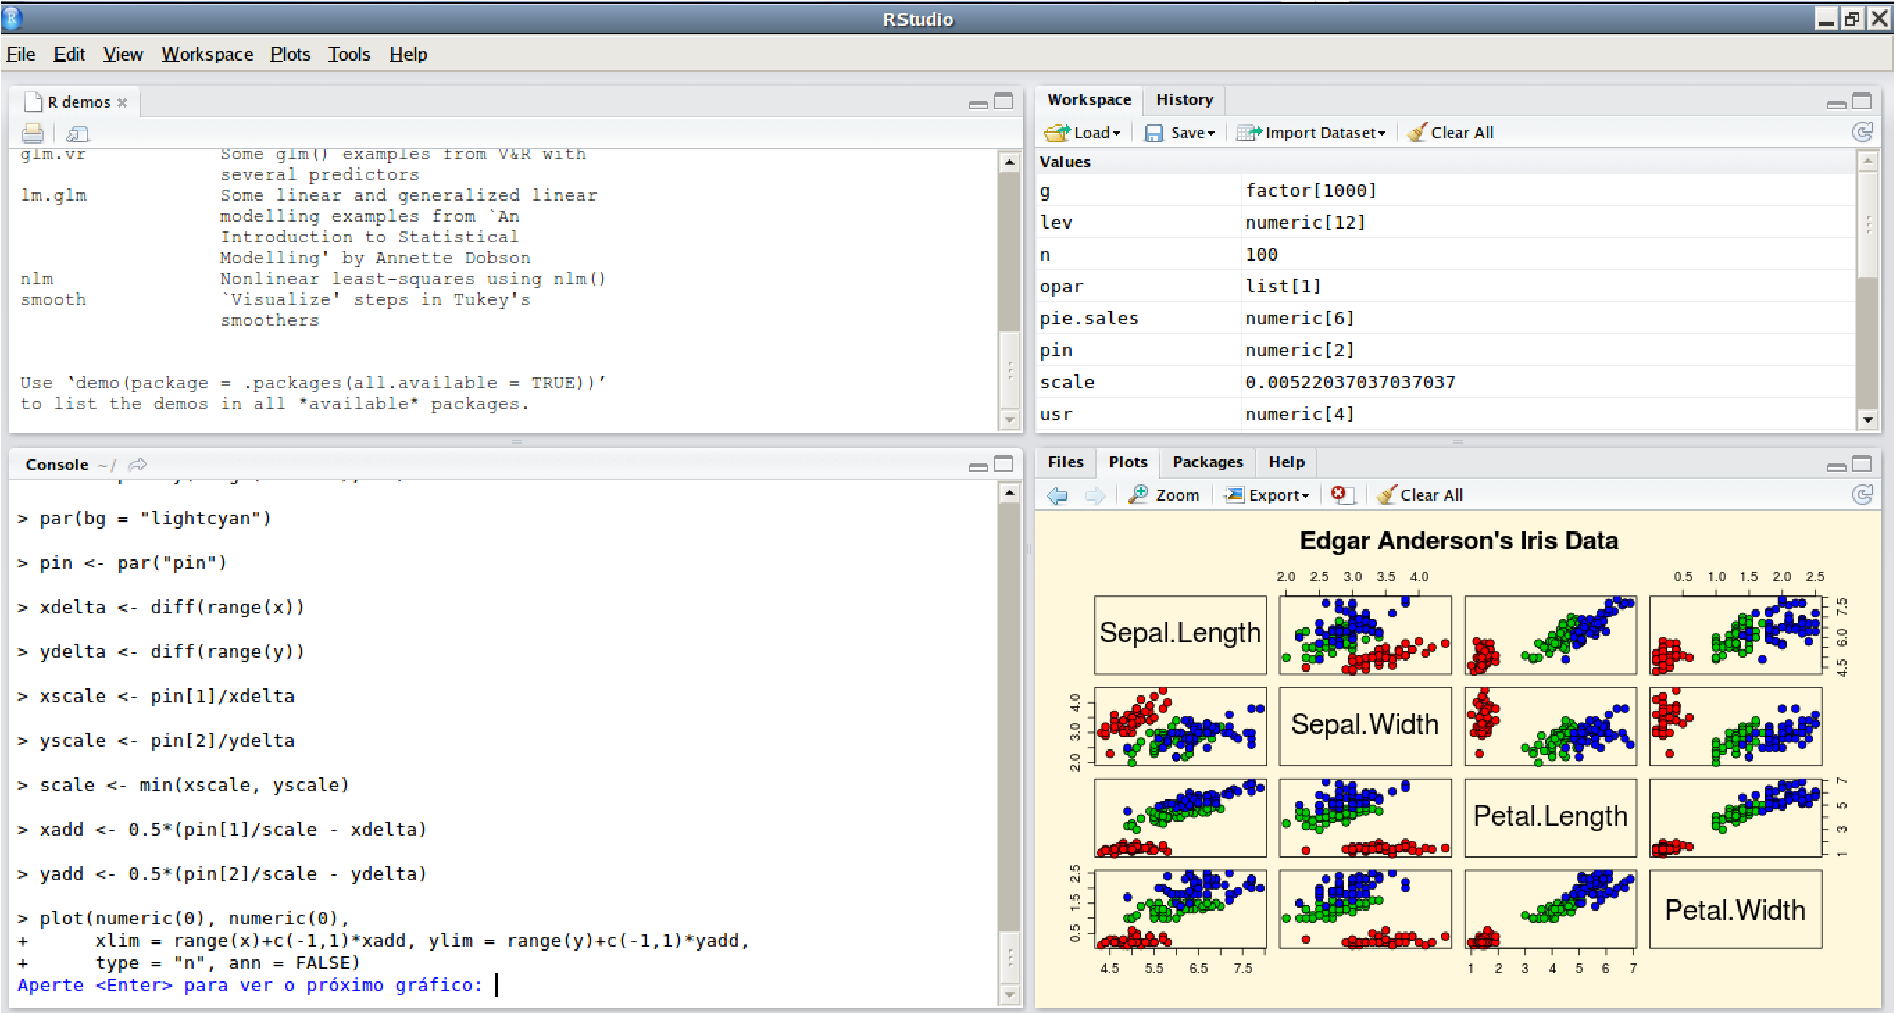 RStudio
File Edit View Workspace Plots Tools Help
R demos
glm.vr Some glm() examples from V&R with
several predictors
lm.glm Some linear and generalized linear
modelling examples from `An
Introduction to Statistical
Modelling' by Annette Dobson
nlm Nonlinear least-squares using nlm()
smooth `Visualize' steps in Tukey's
smoothers
Use ‘demo(package = .packages(all.available = TRUE))’
to list the demos in all *available* packages.
Workspace History
Load Save Import Dataset Clear All
Values
g factor[1000]
lev numeric[12]
n 100
opar list[1]
pie.sales numeric[6]
pin numeric[2]
scale 0.00522037037037037
usr numeric[4]
Console ~/
> par(bg = "lightcyan")
> pin <- par("pin")
> xdelta <- diff(range(x))
> ydelta <- diff(range(y))
> xscale <- pin[1]/xdelta
> yscale <- pin[2]/ydelta
> scale <- min(xscale, yscale)
> xadd <- 0.5*(pin[1]/scale - xdelta)
> yadd <- 0.5*(pin[2]/scale - ydelta)
> plot(numeric(0), numeric(0),
+ xlim = range(x)+c(-1,1)*xadd, ylim = range(y)+c(-1,1)*yadd,
+ type = "n", ann = FALSE)
Aperte <Enter> para ver o próximo gráfico:
Files Plots Packages Help
Zoom Export Clear All
Edgar Anderson's Iris Data
2.0 2.5 3.0 3.5 4.0 0.5 1.0 1.5 2.0 2.5
Sepal.Length
4.5 6.0 7.5
2.0 3.0 4.0
Sepal.Width
Petal.Length
1 3 5 7
0.5 1.5 2.5
Petal.Width
4.5 5.5 6.5 7.5 1 2 3 4 5 6 7